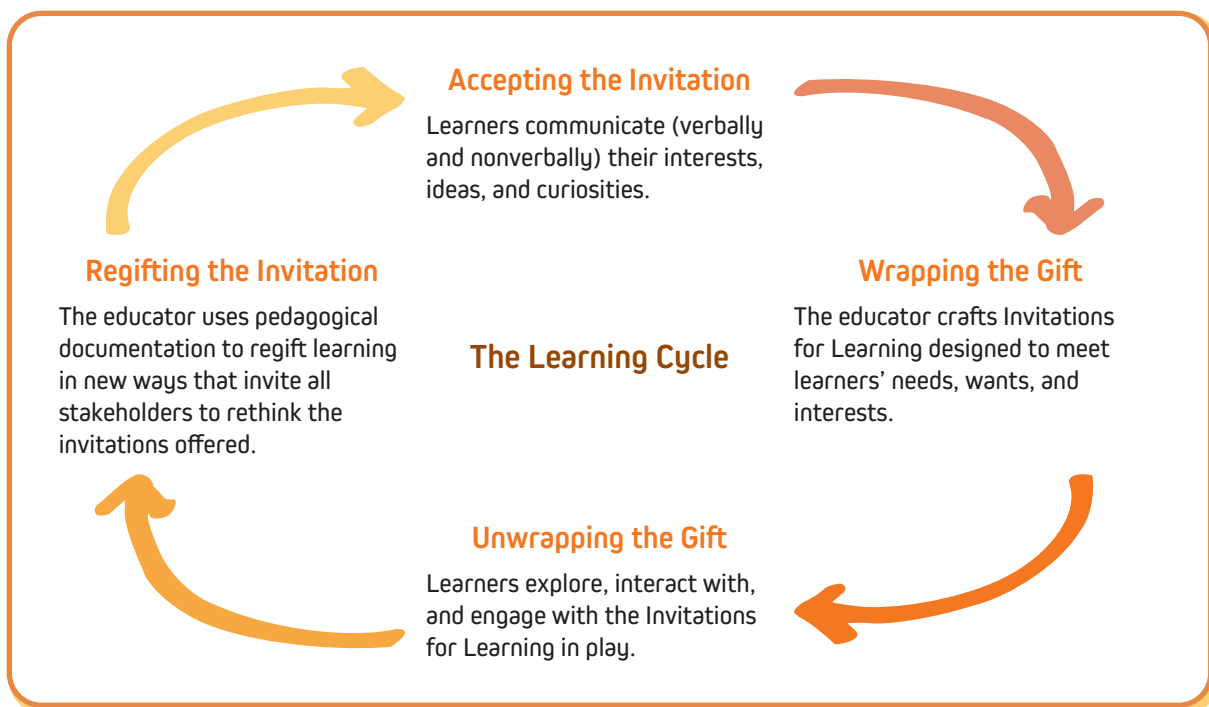 Accepting the Invitation
Learners communicate (verbally
and nonverbally) their interests,
ideas, and curiosities.
Wrapping the Gift
The educator crafts Invitations
for Learning designed to meet
learners’ needs, wants, and
interests.
Unwrapping the Gift
Learners explore, interact with,
and engage with the Invitations
for Learning in play.
Regifting the Invitation
The educator uses pedagogical
documentation to regift learning
in new ways that invite all
stakeholders to rethink the
invitations offered.
The Learning Cycle